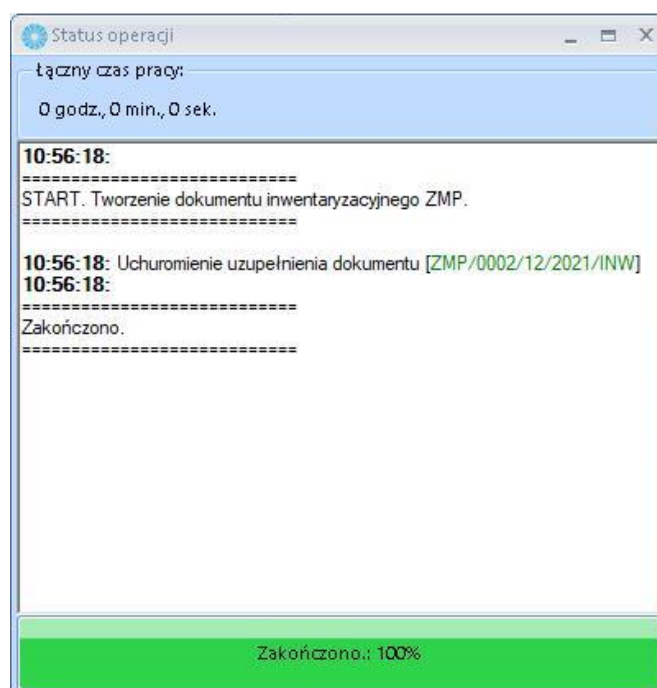 Status operacji
Łączny czas pracy:
0 godz., 0 min., 0 sek.
10:56:18:
============================
START. Tworzenie dokumentu inwentaryzacyjnego ZMP.
============================
10:56:18: Uchuromienie uzupełnienia dokumentu [ZMP/0002/12/2021/INW]
10:56:18:
============================
Zakończono.
============================
Zakończono.: 100%